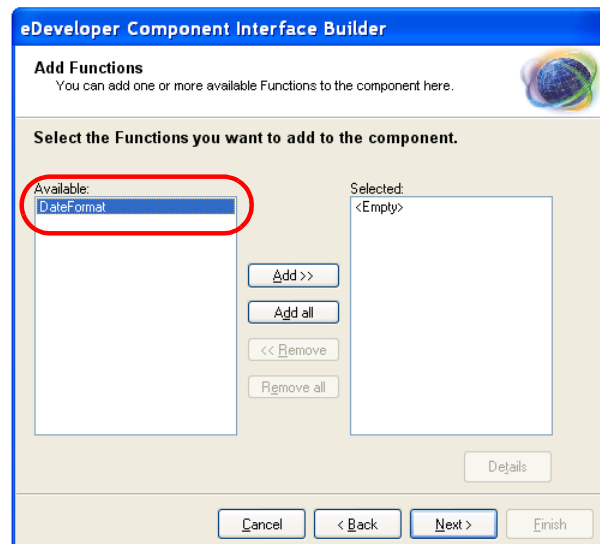 eDeveloper Component Interface Builder
Add Functions
You can add one or more available Functions to the component here.
Select the Functions you want to add to the component.
Available:
Selected:
DateFormat
<Empty>
Add >>
Add all
<< Remove
Remove all
Details
Cancel
< Back
Next >
Finish